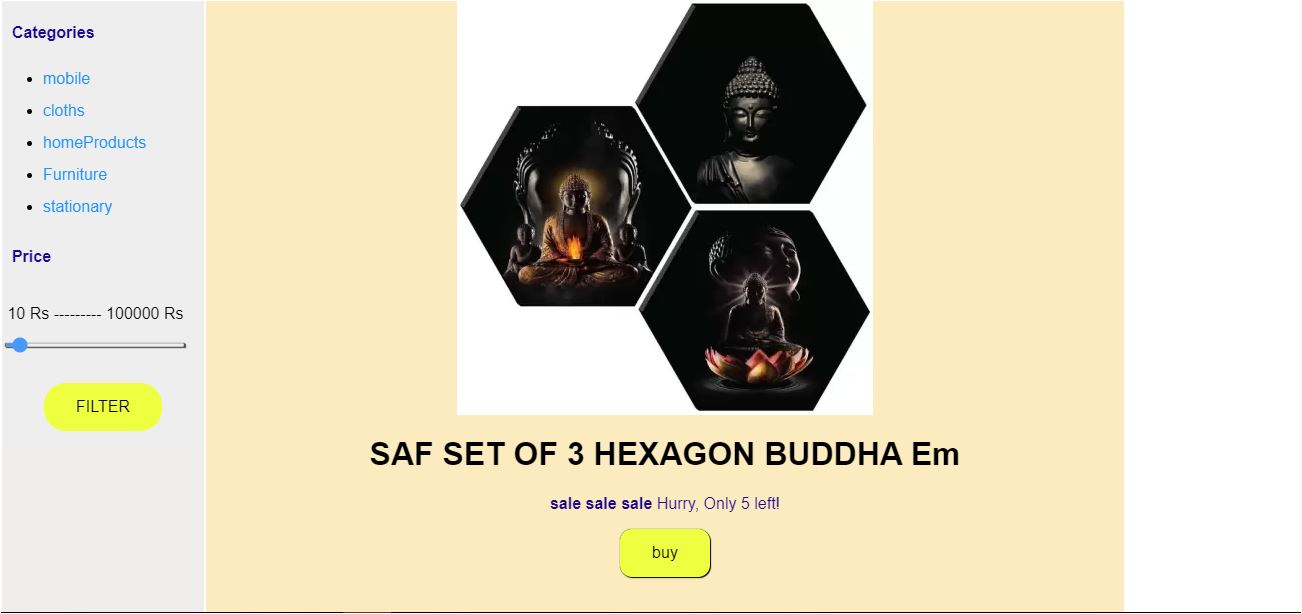 Categories
mobile
cloths
homeProducts
Furniture
stationary
Price
10 Rs --------- 100000 Rs
FILTER
SAF SET OF 3 HEXAGON BUDDHA Em
sale sale sale Hurry, Only 5 left!
buy